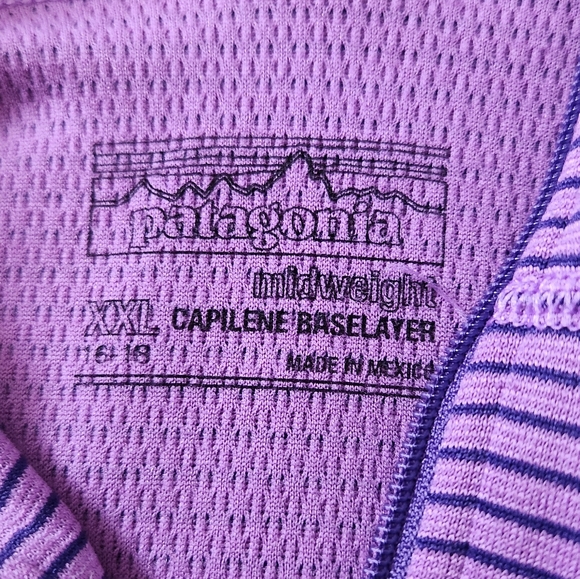 patagonia
midweight
XXL CAPILENE BASELAYER
16-18 MADE IN MEXICO